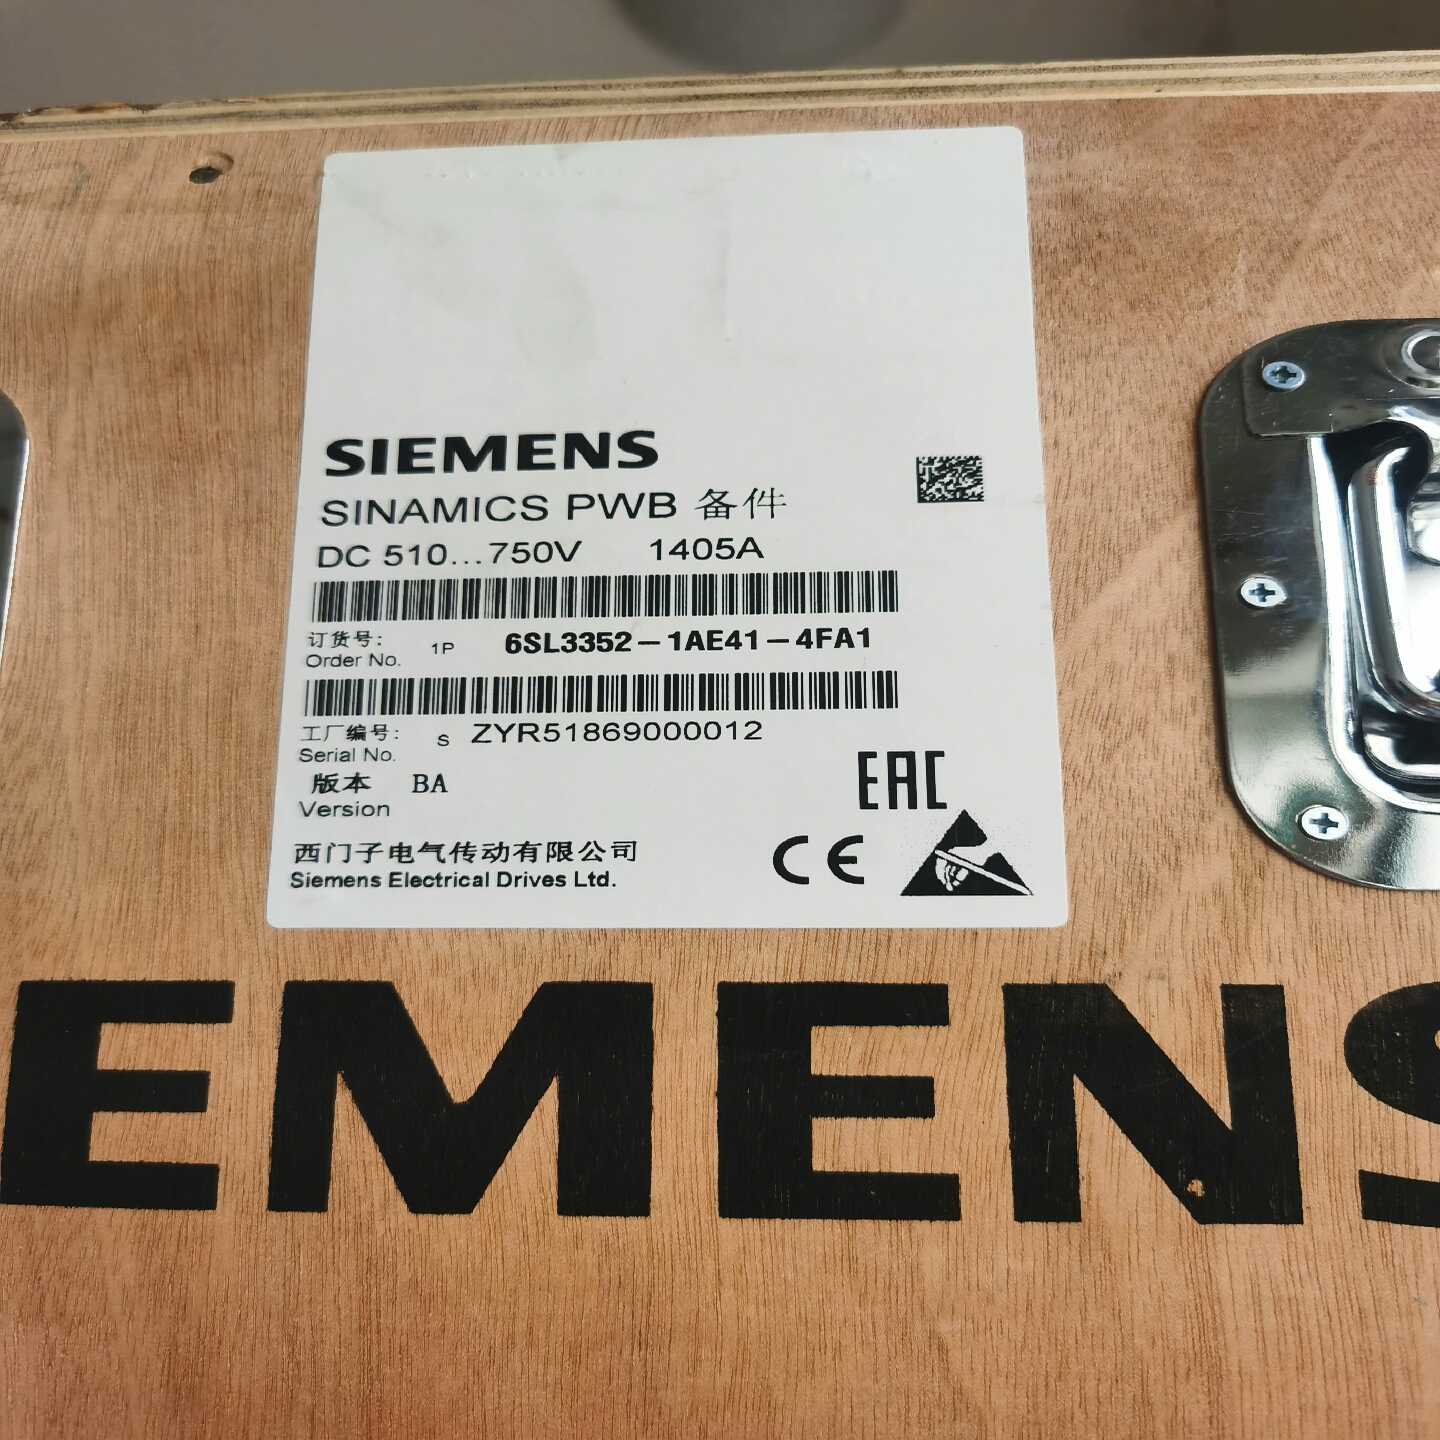 SIEMENS
SINAMICS PWB 备件
DC 510...750V 1405A
订货号:
Order No. 1P 6SL3352-1AE41-4FA1
工厂编号:
Serial No. S ZYR51869000012
版本 BA
Version
EAC
CE
西门子电气传动有限公司
Siemens Electrical Drives Ltd.
EMENS